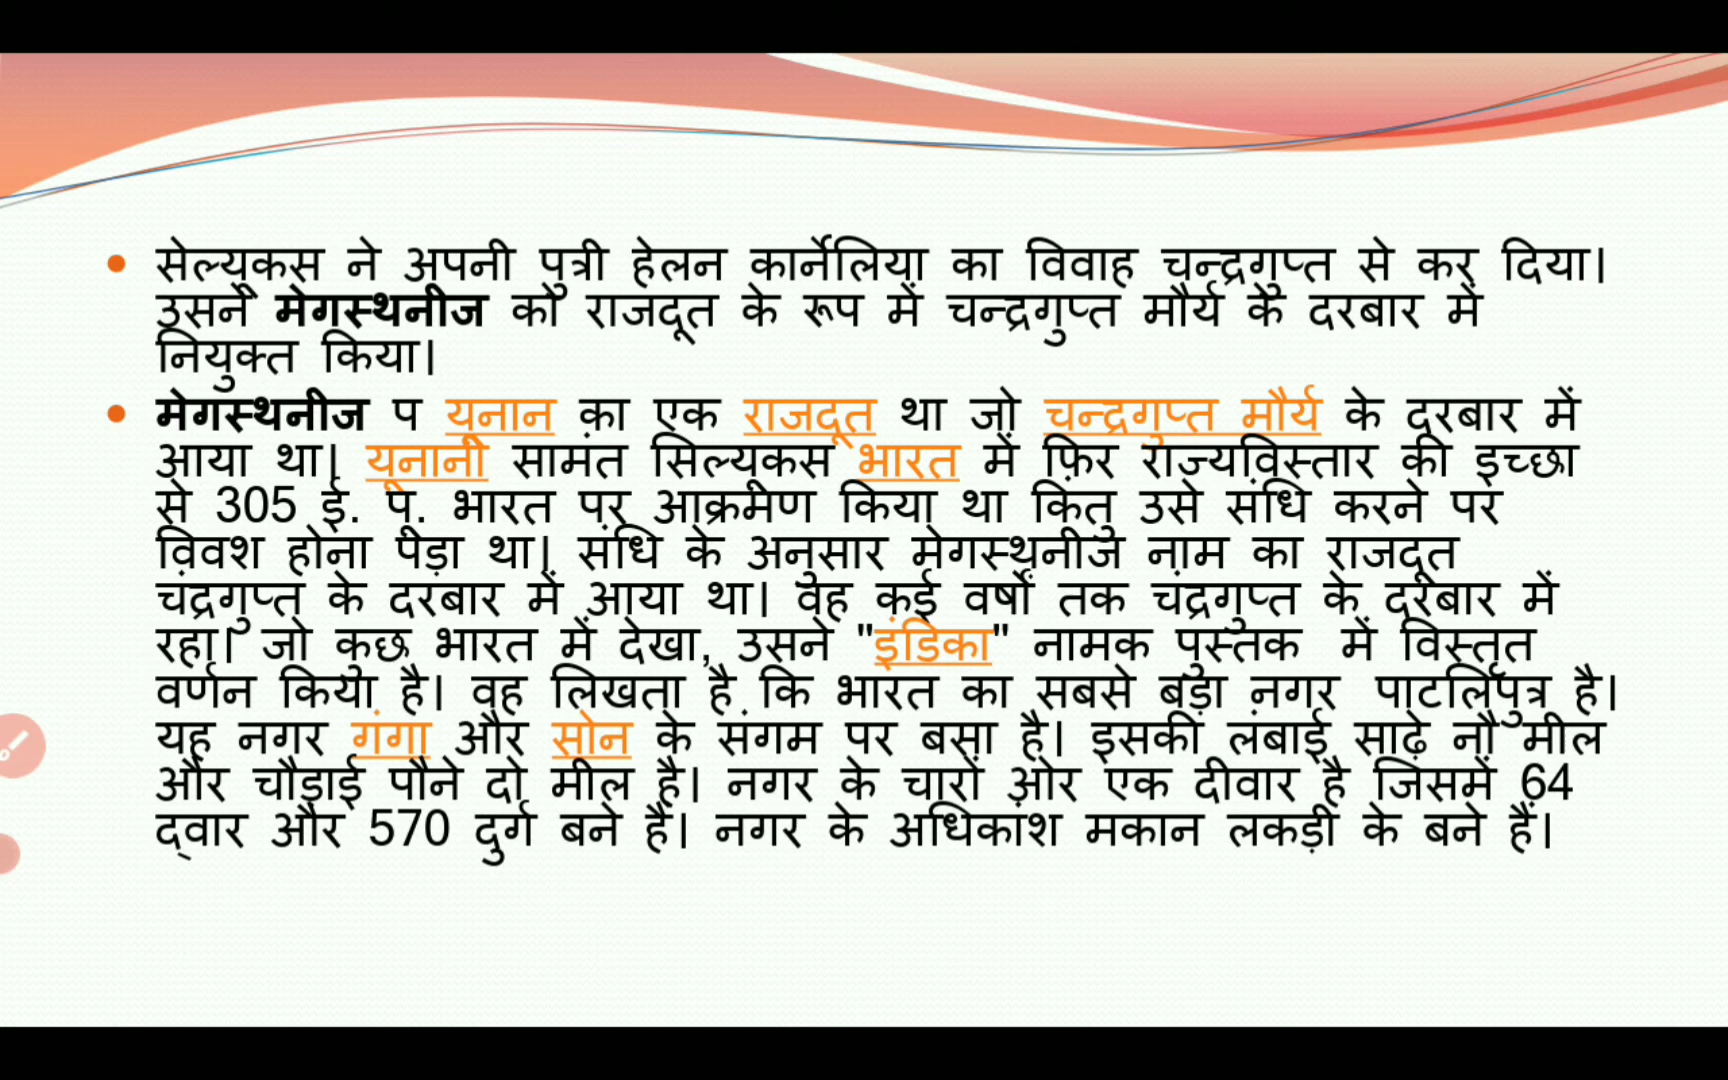 सेल्यूकस ने अपनी पुत्री हेलन कार्नेलिया का विवाह चन्द्रगुप्त से कर दिया।
उसने मेगस्थनीज को राजदूत के रूप में चन्द्रगुप्त मौर्य के दरबार में
नियुक्त किया।
मेगस्थनीज प यूनान का एक राजदूत था जो चन्द्रगुप्त मौर्य के दरबार में
आया था। यूनानी सामंत सिल्यूकस भारत में फिर राज्यविस्तार की इच्छा
से 305 ई. पू. भारत पर आक्रमण किया था किंतु उसे संधि करने पर
विवश होना पड़ा था। संधि के अनुसार मेगस्थनीज नाम का राजदूत
चंद्रगुप्त के दरबार में आया था। वह कई वर्षों तक चंद्रगुप्त के दरबार में
रहा। जो कुछ भारत में देखा, उसने "इंडिका" नामक पुस्तक में विस्तृत
वर्णन किया है। वह लिखता है कि भारत का सबसे बड़ा नगर पाटलिपुत्र है।
यह नगर गंगा और सोन के संगम पर बसा है। इसकी लंबाई साढ़े नौ मील
और चौड़ाई पौने दो मील है। नगर के चारों ओर एक दीवार है जिसमें 64
द्वार और 570 दुर्ग बने हैं। नगर के अधिकांश मकान लकड़ी के बने हैं।